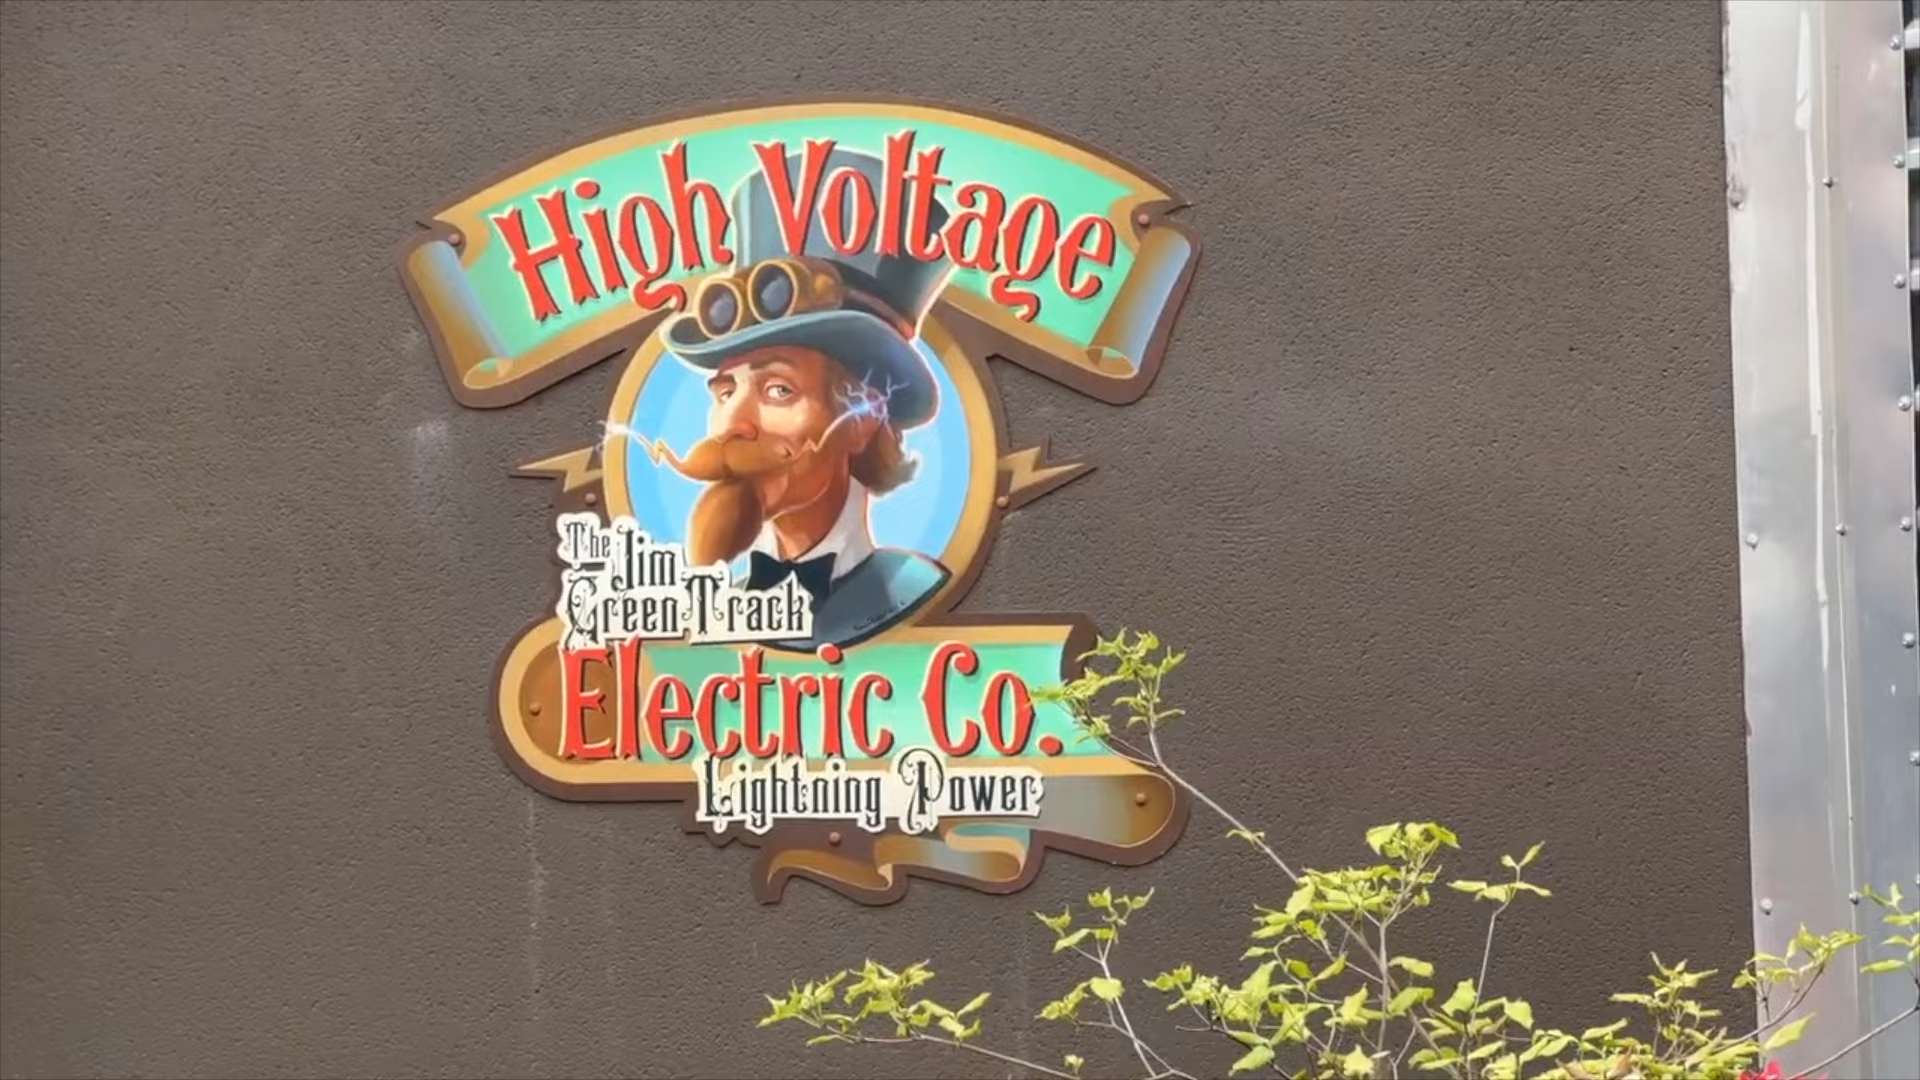 High Voltage
The Jim
Green Track
Electric Co.
Lightning Power